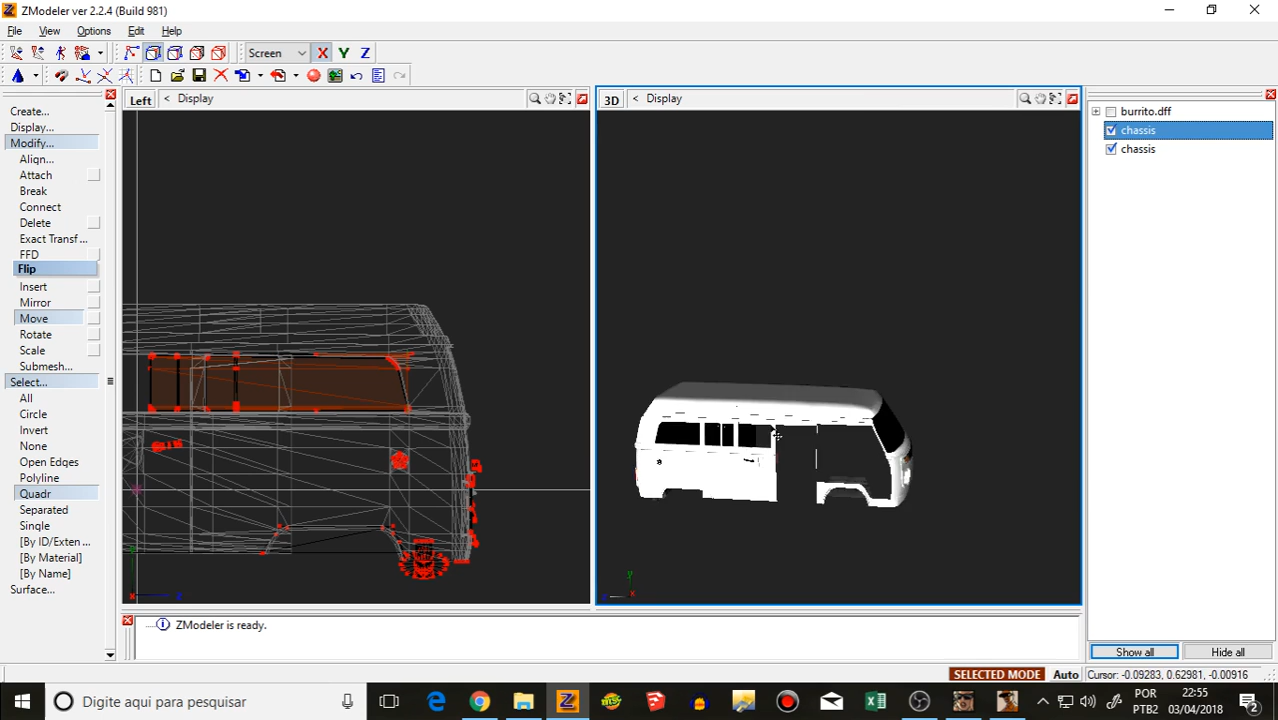 ZModeler ver 2.2.4 (Build 981)
File View Options Edit Help
Screen X Y Z
Create...
Display...
Modify...
Align...
Attach
Break
Connect
Delete
Exact Transf ...
FFD
Flip
Insert
Mirror
Move
Rotate
Scale
Submesh...
Select...
All
Circle
Invert
None
Open Edges
Polyline
Quadr
Separated
Single
[By ID/Exten ...
[By Material]
[By Name]
Surface...
Left < Display
3D < Display
burrito.dff
chassis
chassis
Show all Hide all
ZModeler is ready.
SELECTED MODE Auto Cursor: -0.09283, 0.62981, -0.00916
Digite aqui para pesquisar
POR
PTB2
22:55
03/04/2018
2